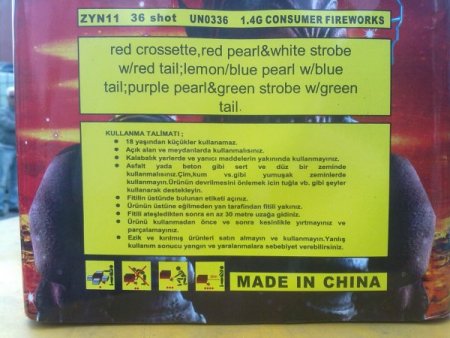 ZYN11 36 shot UN0336 1.4G CONSUMER FIREWORKS
red crossette,red pearl&white strobe
w/red tail;lemon/blue pearl w/blue
tail;purple pearl&green strobe w/green
tail.
KULLANMA TALİMATI ;
• 18 yaşından küçükler kullanamaz.
• Açık alan ve meydanlarda kullanmalısınız.
• Kalabalık yerlerde ve yanıcı maddelerin yakınında kullanmayınız.
• Asfalt yada beton gibi sert ve düz bir zeminde
kullanmalısınız.Çim,kum vs.gibi yumuşak zeminlerde
kullanmayın.Ürünün devrilmesini önlemek için tuğla vb. gibi şeyler
kullanarak destekleyin.
• Fitilin üstünde bulunan etiketi açınız.
• Ürünün üstüne eğilmeden yan tarafından fitili yakınız.
• Fitili ateşledikten sonra en az 30 metre uzağa gidiniz.
• Ürünü kullanmadan önce ve sonra kesinlikle yırtmayınız ve
parçalamayınız.
• Ezik ve kırılmış ürünleri satın almayın ve kullanmayın.Yanlış
kullanım sonucu yangın ve yaralanmalara sebebiyet verebilirsiniz.
MADE IN CHINA